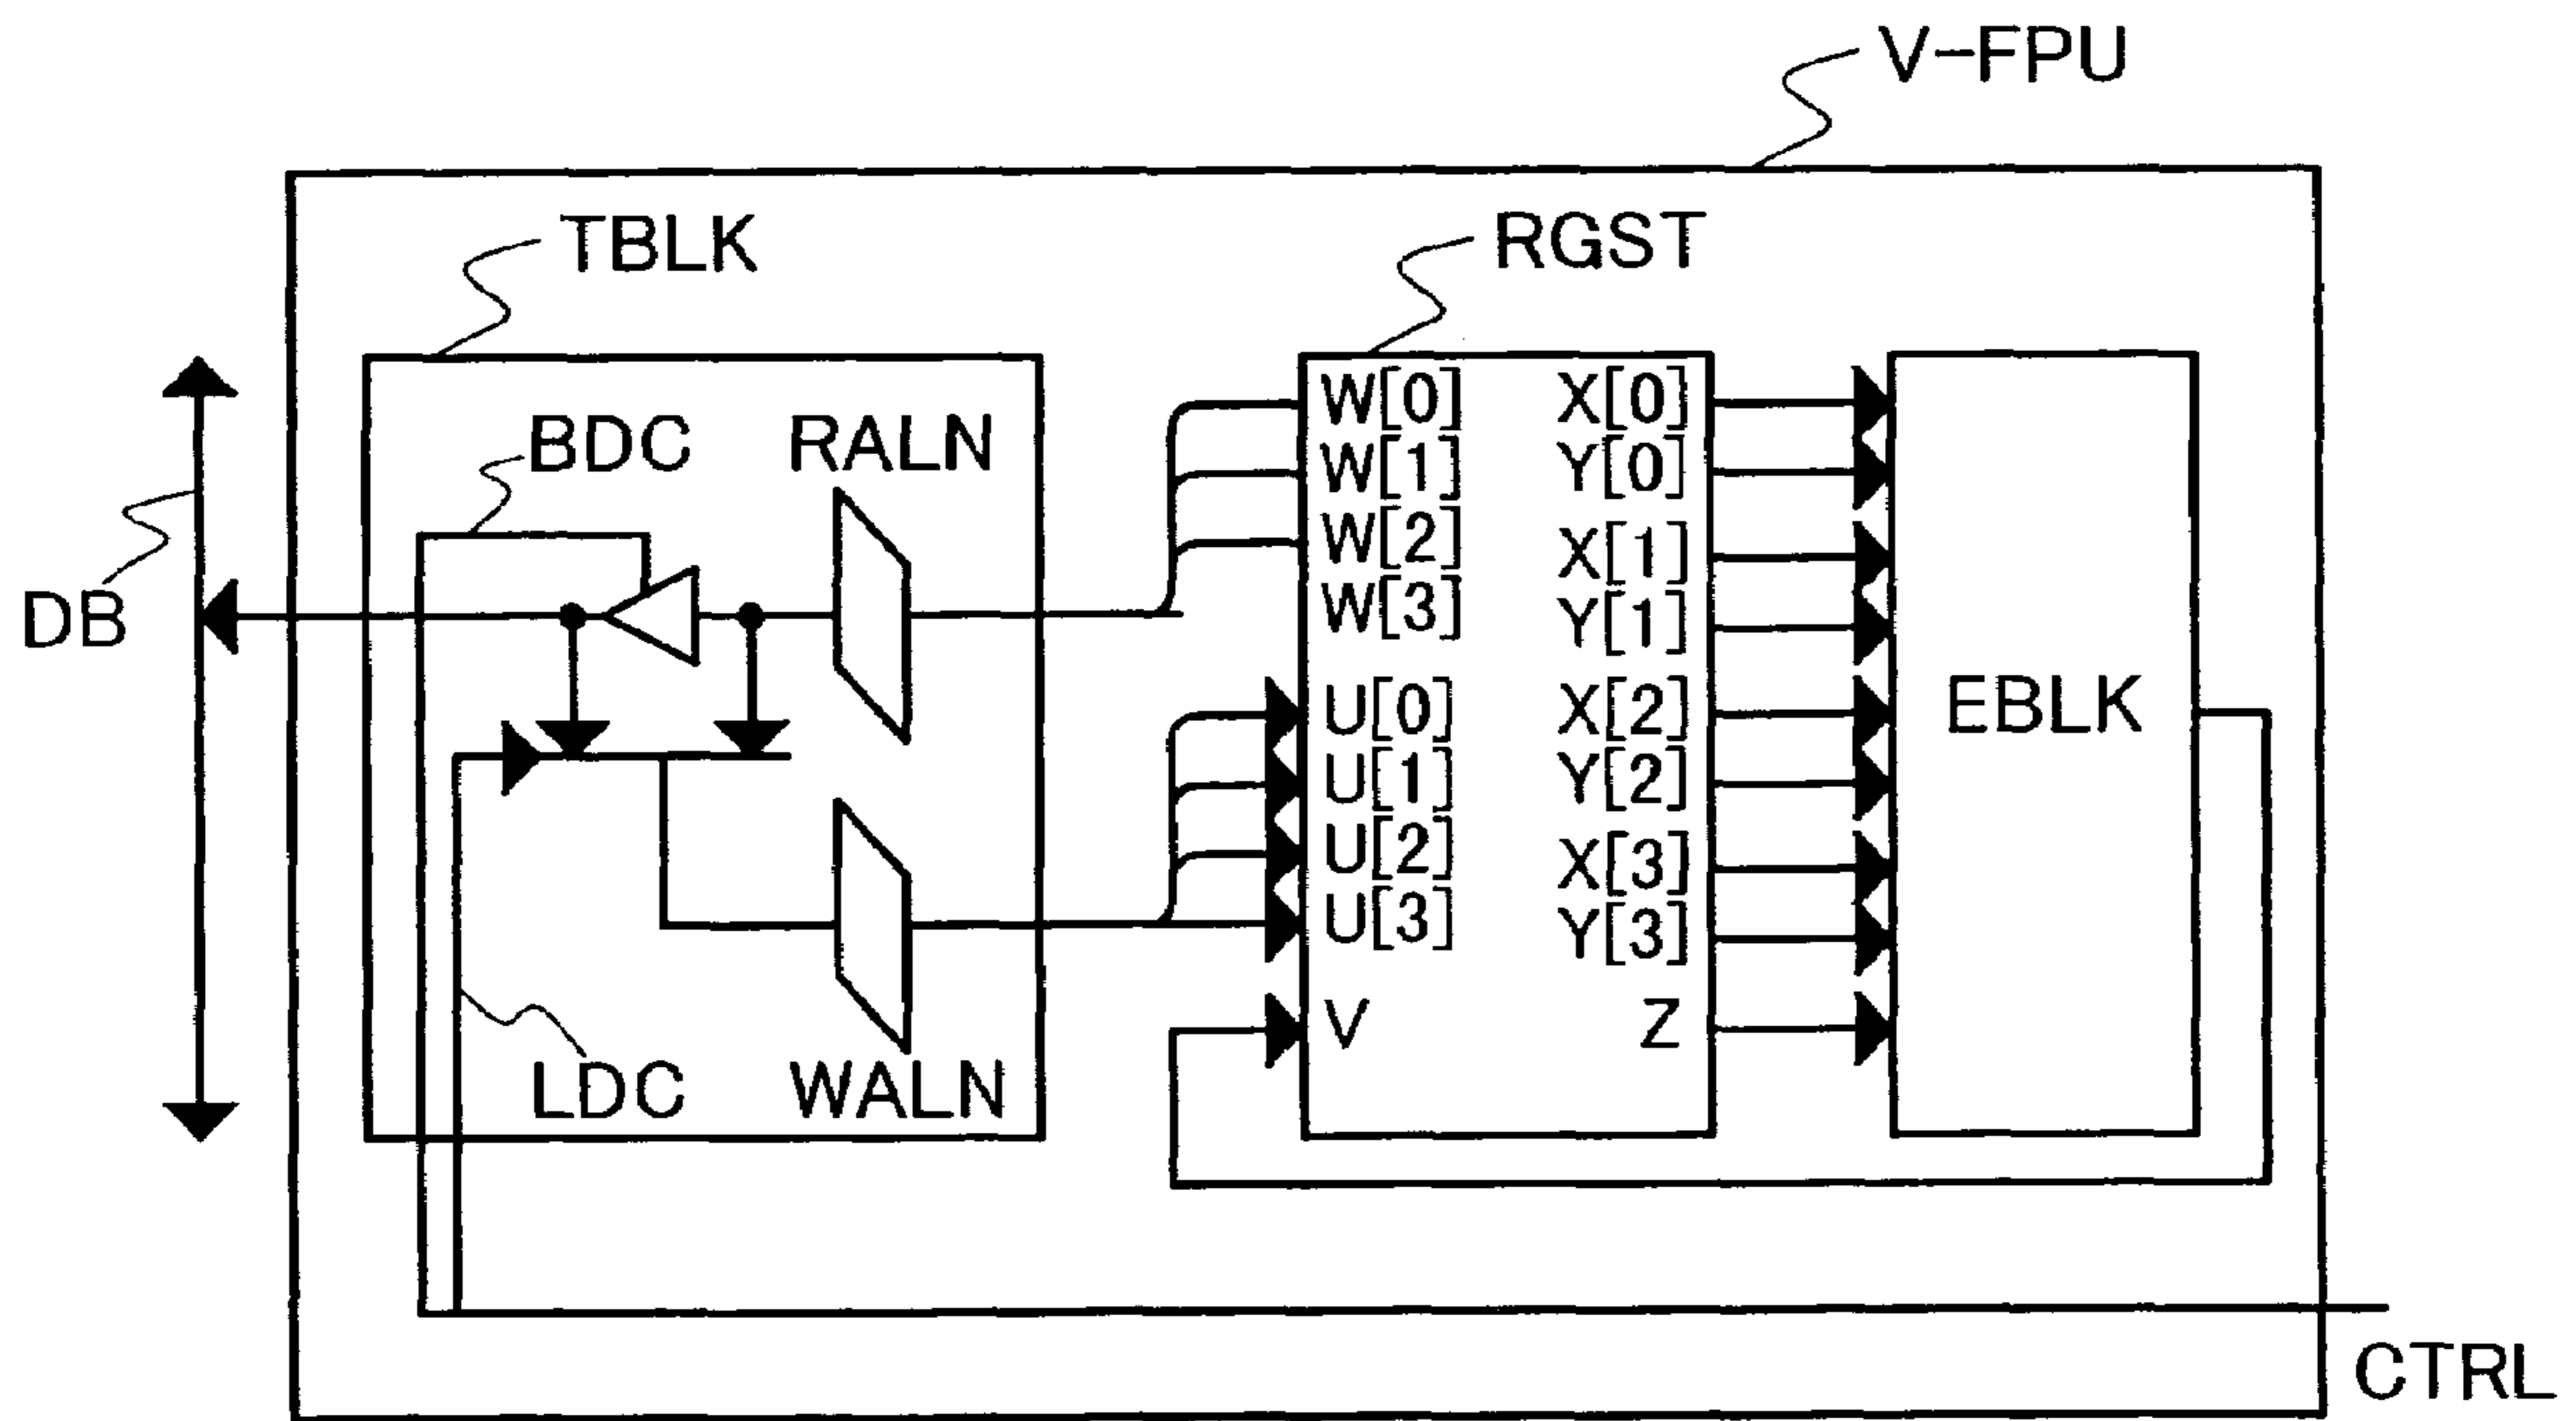 V-FPU
TBLK
RGST
BDC
RALN
DB
LDC
WALN
W[0] X[0]
W[1] Y[0]
W[2] X[1]
W[3] Y[1]
U[0] X[2]
U[1] Y[2]
U[2] X[3]
U[3] Y[3]
V Z
EBLK
CTRL